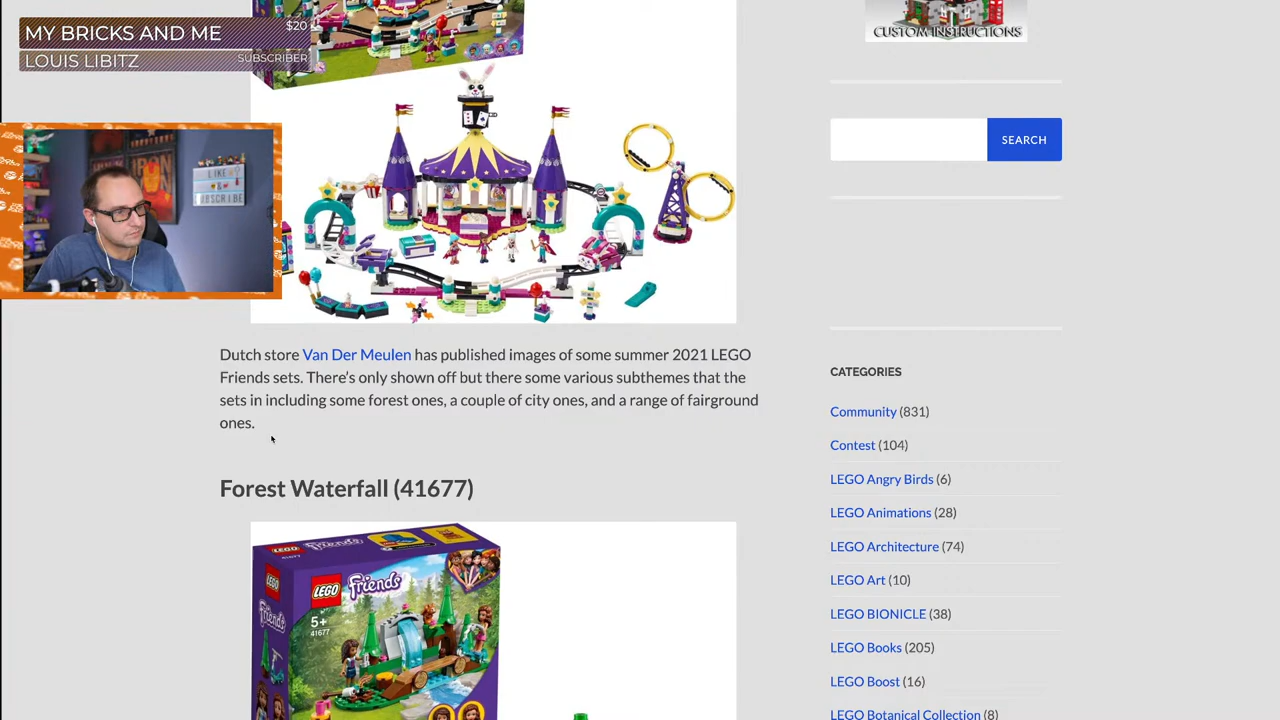 MY BRICKS AND ME
$20
LOUIS LIBITZ
SUBSCRIBER
LIKE
&
UBSCRIBE
CUSTOM INSTRUCTIONS
SEARCH
Dutch store Van Der Meulen has published images of some summer 2021 LEGO
Friends sets. There's only shown off but there some various subthemes that the
sets in including some forest ones, a couple of city ones, and a range of fairground
ones.
Forest Waterfall (41677)
LEGO Friends
5+
41677
CATEGORIES
Community (831)
Contest (104)
LEGO Angry Birds (6)
LEGO Animations (28)
LEGO Architecture (74)
LEGO Art (10)
LEGO BIONICLE (38)
LEGO Books (205)
LEGO Boost (16)
LEGO Botanical Collection (8)